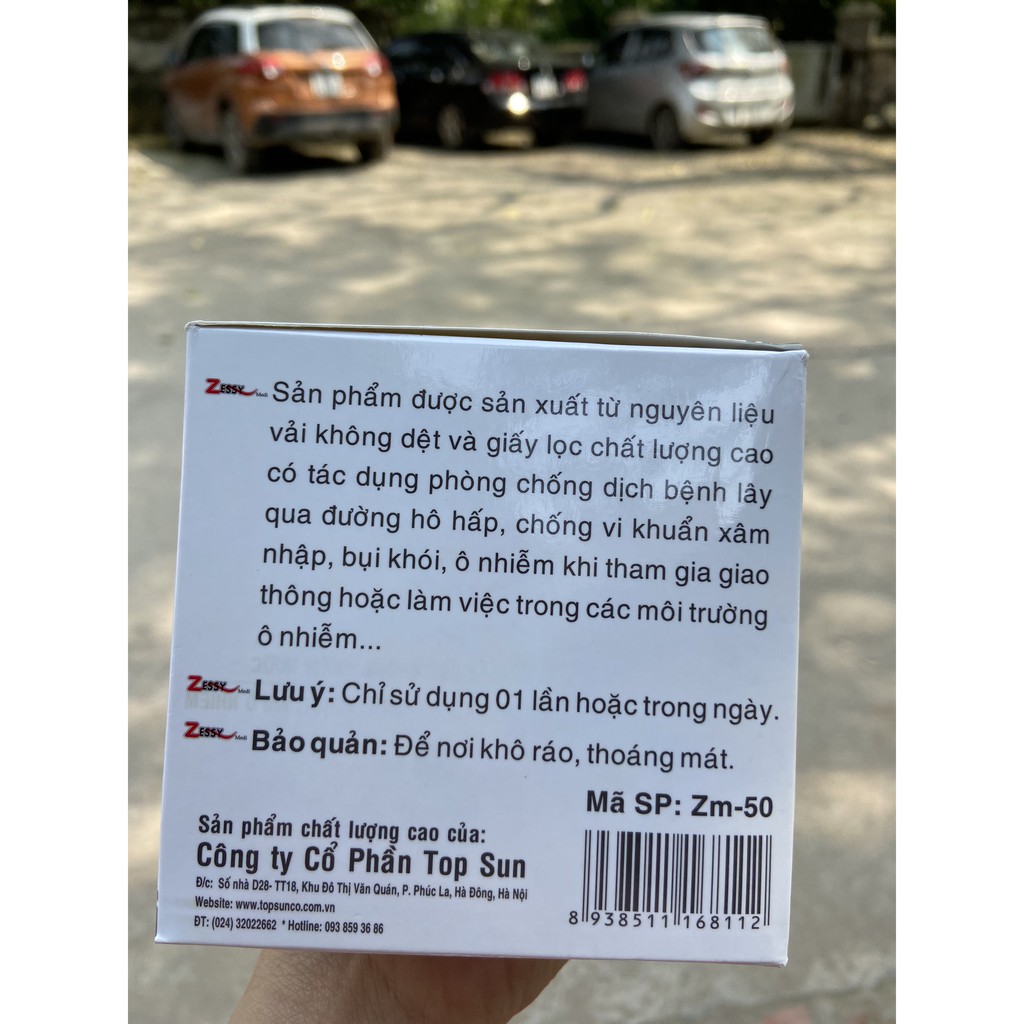 ZESSY Medi Sản phẩm được sản xuất từ nguyên liệu
vải không dệt và giấy lọc chất lượng cao
có tác dụng phòng chống dịch bệnh lây
qua đường hô hấp, chống vi khuẩn xâm
nhập, bụi khói, ô nhiễm khi tham gia giao
thông hoặc làm việc trong các môi trường
ô nhiễm...
ZESSY Medi Lưu ý: Chỉ sử dụng 01 lần hoặc trong ngày.
ZESSY Medi Bảo quản: Để nơi khô ráo, thoáng mát.
Mã SP: Zm-50
Sản phẩm chất lượng cao của:
Công ty Cổ Phần Top Sun
Đ/c: Số nhà D28- TT18, Khu Đô Thị Văn Quán, P. Phúc La, Hà Đông, Hà Nội
Website: www.topsunco.com.vn
ĐT: (024) 32022662 * Hotline: 093 859 36 86
8 938511 168112